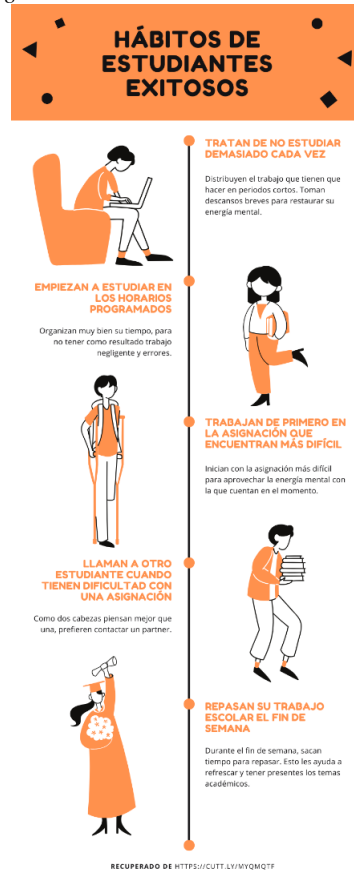 HÁBITOS DE
ESTUDIANTES
EXITOSOS
TRATAN DE NO ESTUDIAR
DEMASIADO CADA VEZ
Distribuyen el trabajo que tienen que
hacer en periodos cortos. Toman
descansos breves para restaurar su
energía mental.
EMPIEZAN A ESTUDIAR EN
LOS HORARIOS
PROGRAMADOS
Organizan muy bien su tiempo, para
no tener como resultado trabajo
negligente y errores.
TRABAJAN DE PRIMERO EN
LA ASIGNACIÓN QUE
ENCUENTRAN MÁS DIFÍCIL
Inician con la asignación más difícil
para aprovechar la energía mental con
la que cuentan en el momento.
LLAMAN A OTRO
ESTUDIANTE CUANDO
TIENEN DIFICULTAD CON
UNA ASIGNACIÓN
Como dos cabezas piensan mejor que
una, prefieren contactar un partner.
REPASAN SU TRABAJO
ESCOLAR EL FIN DE
SEMANA
Durante el fin de semana, sacan
tiempo para repasar. Esto les ayuda a
refrescar y tener presentes los temas
académicos.
RECUPERADO DE HTTPS://CUTT.LY/MYQMQTF